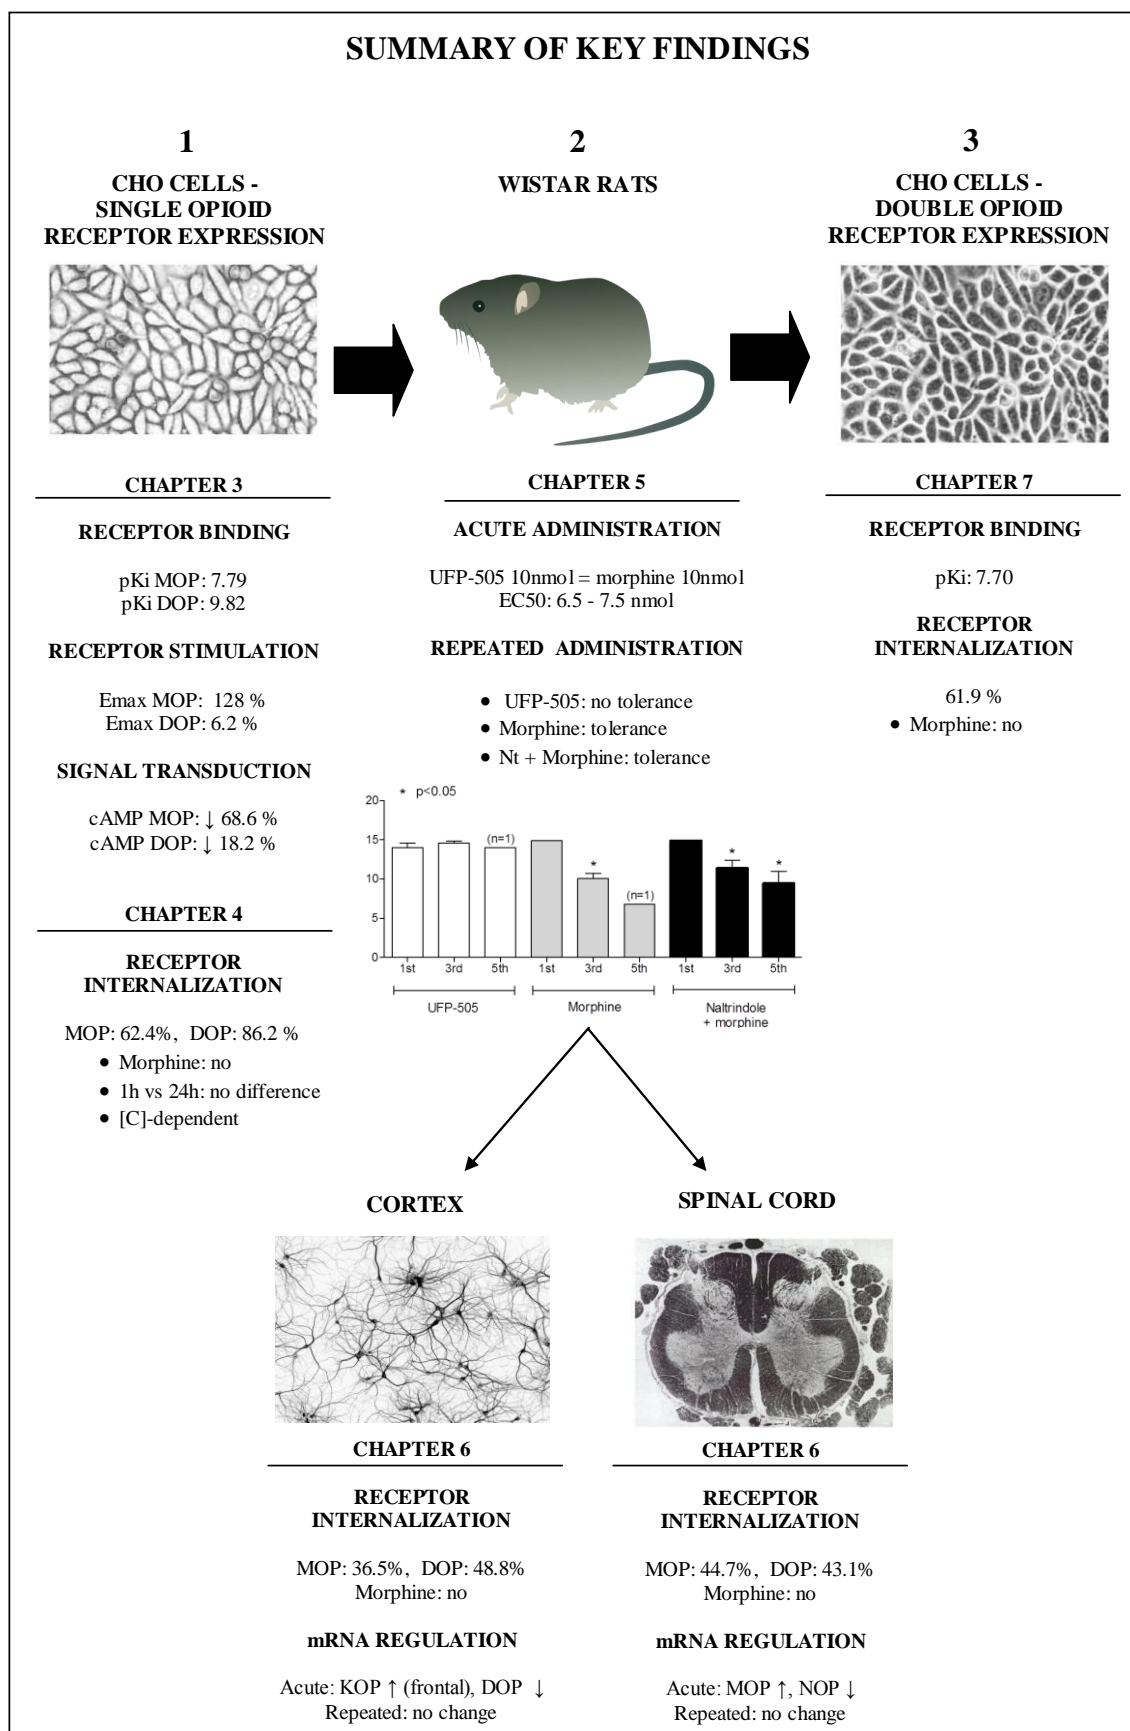 SUMMARY OF KEY FINDINGS
1
CHO CELLS -
SINGLE OPIOID
RECEPTOR EXPRESSION
CHAPTER 3
RECEPTOR BINDING
pKi MOP: 7.79
pKi DOP: 9.82
RECEPTOR STIMULATION
Emax MOP: 128 %
Emax DOP: 6.2 %
SIGNAL TRANSDUCTION
cAMP MOP: ↓ 68.6 %
cAMP DOP: ↓ 18.2 %
CHAPTER 4
RECEPTOR
INTERNALIZATION
MOP: 62.4%, DOP: 86.2 %
• Morphine: no
• 1h vs 24h: no difference
• [C]-dependent
2
WISTAR RATS
CHAPTER 5
ACUTE ADMINISTRATION
UFP-505 10nmol = morphine 10nmol
EC50: 6.5 - 7.5 nmol
REPEATED ADMINISTRATION
• UFP-505: no tolerance
• Morphine: tolerance
• Nt + Morphine: tolerance
* p<0.05
20
15
10
5
0
(n=1)
*
(n=1)
*
*
1st 3rd 5th 1st 3rd 5th 1st 3rd 5th
UFP-505 Morphine Naltrindole
+ morphine
3
CHO CELLS -
DOUBLE OPIOID
RECEPTOR EXPRESSION
CHAPTER 7
RECEPTOR BINDING
pKi: 7.70
RECEPTOR
INTERNALIZATION
61.9 %
• Morphine: no
CORTEX
CHAPTER 6
RECEPTOR
INTERNALIZATION
MOP: 36.5%, DOP: 48.8%
Morphine: no
mRNA REGULATION
Acute: KOP ↑ (frontal), DOP ↓
Repeated: no change
SPINAL CORD
CHAPTER 6
RECEPTOR
INTERNALIZATION
MOP: 44.7%, DOP: 43.1%
Morphine: no
mRNA REGULATION
Acute: MOP ↑, NOP ↓
Repeated: no change